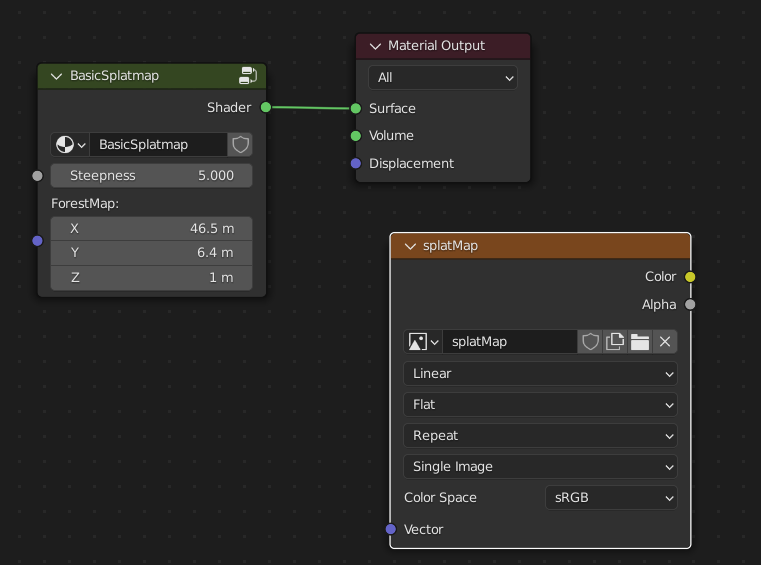 BasicSplatmap
Shader
BasicSplatmap
Steepness 5.000
ForestMap:
X 46.5 m
Y 6.4 m
Z 1 m
Material Output
All
Surface
Volume
Displacement
splatMap
Color
Alpha
splatMap
Linear
Flat
Repeat
Single Image
Color Space sRGB
Vector